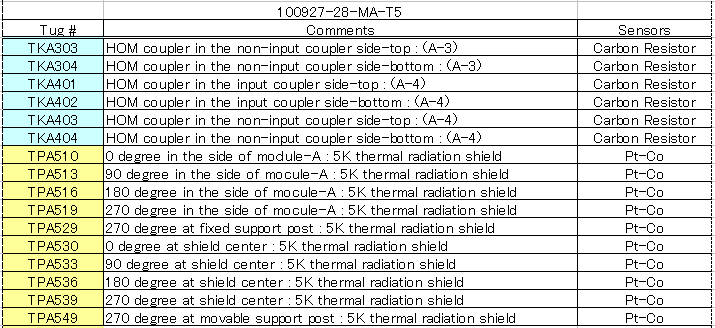 100927-28-MA-T5
Tug # Comments Sensors
TKA303 HOM coupler in the non-input coupler side-top : (A-3) Carbon Resistor
TKA304 HOM coupler in the non-input coupler side-bottom : (A-3) Carbon Resistor
TKA401 HOM coupler in the input coupler side-top : (A-4) Carbon Resistor
TKA402 HOM coupler in the input coupler side-bottom : (A-4) Carbon Resistor
TKA403 HOM coupler in the non-input coupler side-top : (A-4) Carbon Resistor
TKA404 HOM coupler in the non-input coupler side-bottom : (A-4) Carbon Resistor
TPA510 0 degree in the side of module-A : 5K thermal radiation shield Pt-Co
TPA513 90 degree in the side of mocule-A : 5K thermal radiation shield Pt-Co
TPA516 180 degree in the side of mocule-A : 5K thermal radiation shield Pt-Co
TPA519 270 degree in the side of module-A : 5K thermal radiation shield Pt-Co
TPA529 270 degree at fixed support post : 5K thermal radiation shield Pt-Co
TPA530 0 degree at shield center : 5K thermal radiation shield Pt-Co
TPA533 90 degree at shield center : 5K thermal radiation shield Pt-Co
TPA536 180 degree at shield center : 5K thermal radiation shield Pt-Co
TPA539 270 degree at shield center : 5K thermal radiation shield Pt-Co
TPA549 270 degree at movable support post : 5K thermal radiation shield Pt-Co